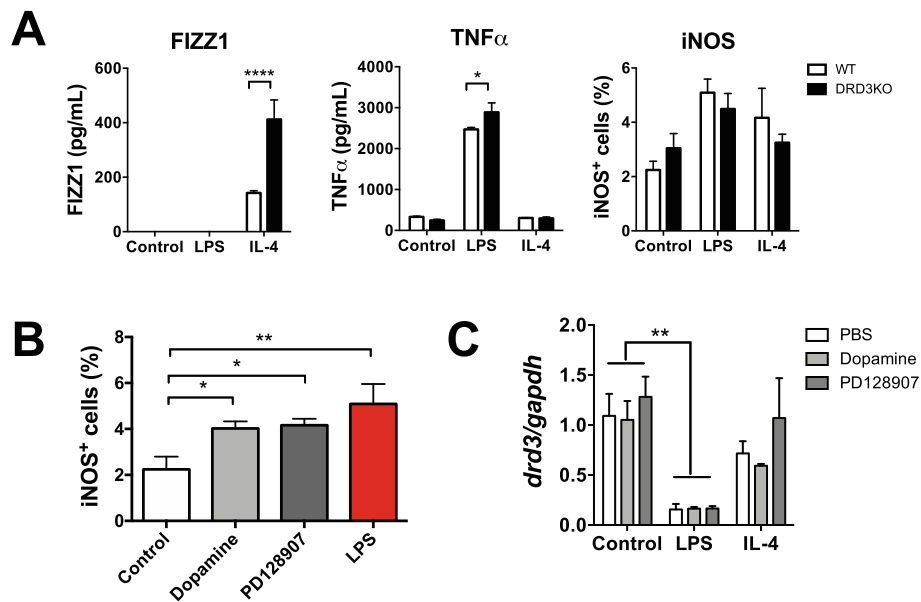 A
FIZZ1
FIZZ1 (pg/mL)
600
400
200
0
****
Control LPS IL-4
TNFα
TNFα (pg/mL)
4000
3000
2000
1000
0
*
Control LPS IL-4
iNOS
iNOS+ cells (%)
6
4
2
0
Control LPS IL-4
WT
DRD3KO
B
iNOS+ cells (%)
8
6
4
2
0
**
*
*
Control Dopamine PD128907 LPS
C
drd3/gapdh
2.0
1.5
1.0
0.5
0.0
**
Control LPS IL-4
PBS
Dopamine
PD128907